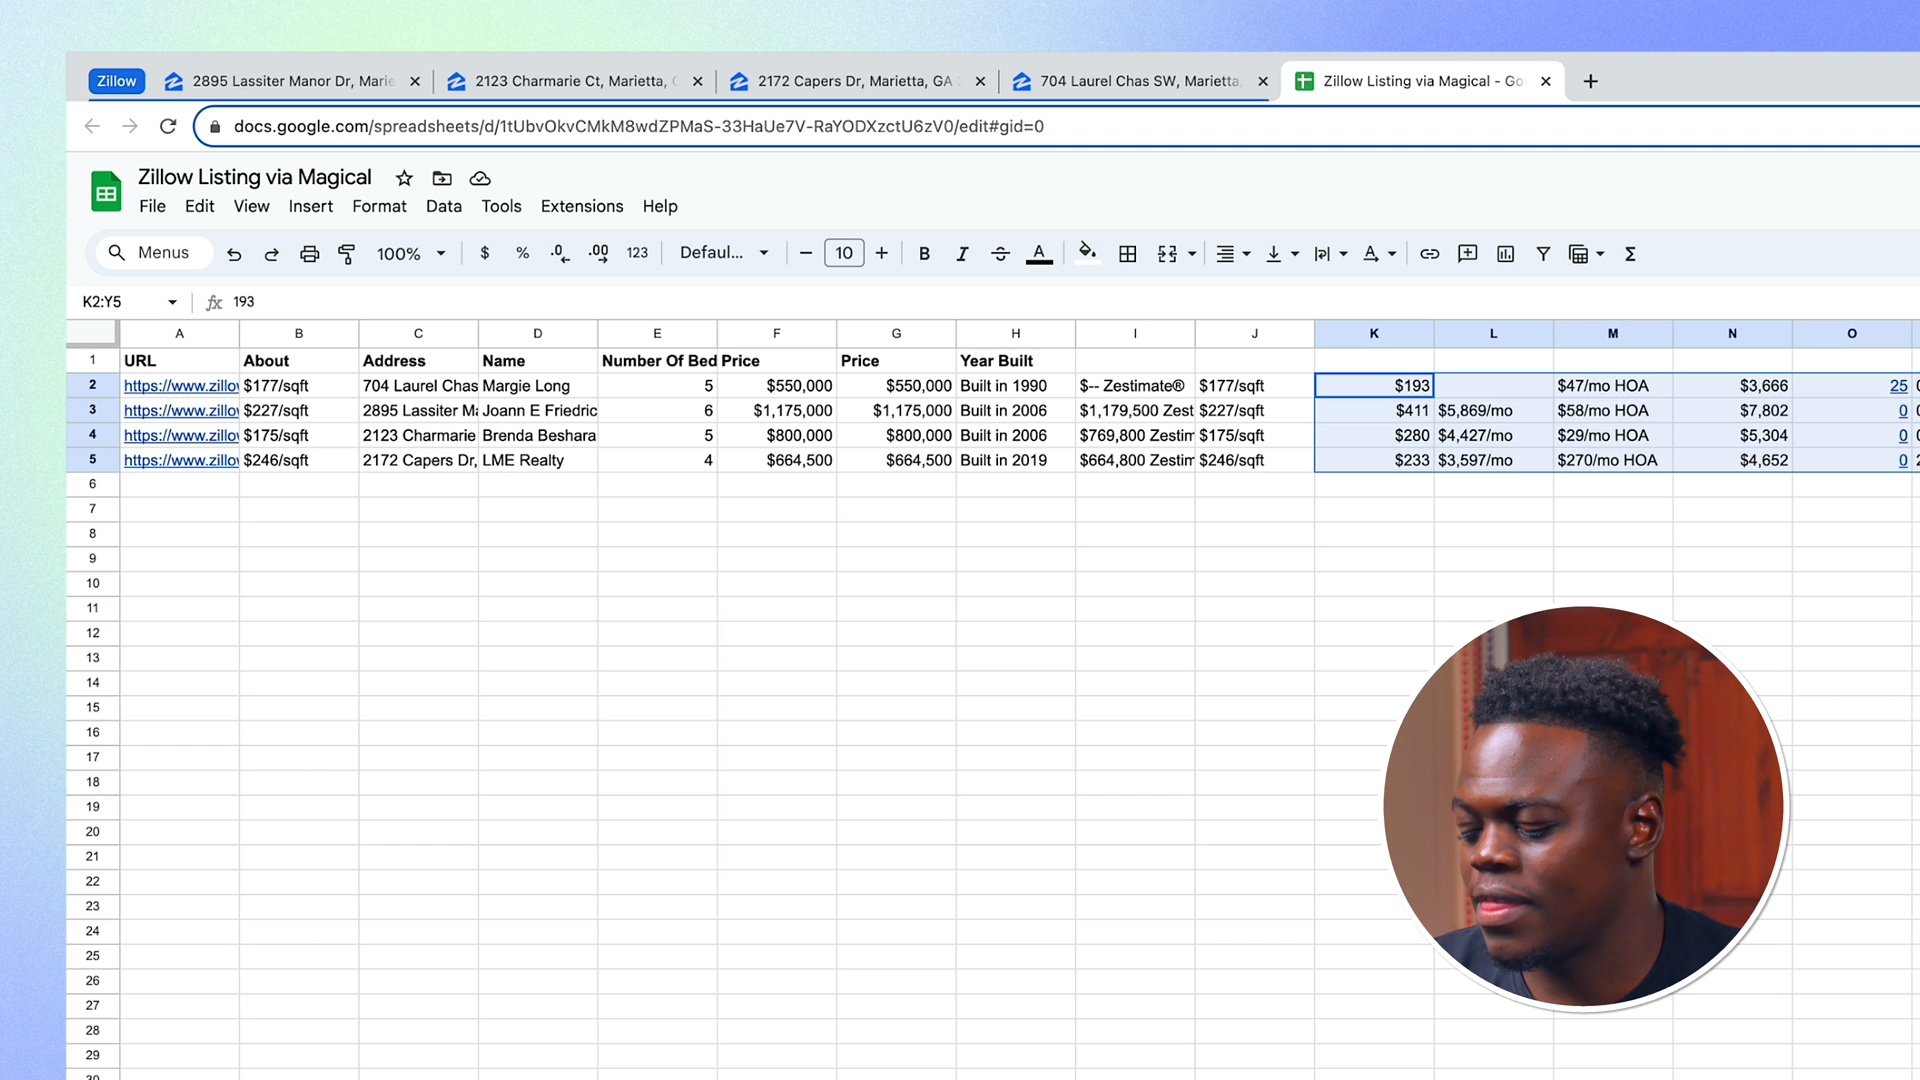 Zillow 2895 Lassiter Manor Dr, Marie 2123 Charmarie Ct, Marietta, 2172 Capers Dr, Marietta, GA 704 Laurel Chas SW, Marietta, Zillow Listing via Magical - Go
docs.google.com/spreadsheets/d/1tUbvOkvCMkM8wdZPMaS-33HaUe7V-RaYODXzctU6zV0/edit#gid=0
Zillow Listing via Magical
File Edit View Insert Format Data Tools Extensions Help
Menus 100% $ % .0 .00 123 Defaul... 10 B I A
K2:Y5 fx 193
A B C D E F G H I J K L M N O
1 URL About Address Name Number Of Bed Price Price Year Built
2 https://www.zillow $177/sqft 704 Laurel Chas Margie Long 5 $550,000 $550,000 Built in 1990 $-- Zestimate® $177/sqft $193 $47/mo HOA $3,666 25
3 https://www.zillow $227/sqft 2895 Lassiter Ma Joann E Friedric 6 $1,175,000 $1,175,000 Built in 2006 $1,179,500 Zest $227/sqft $411 $5,869/mo $58/mo HOA $7,802 0
4 https://www.zillow $175/sqft 2123 Charmarie Brenda Beshara 5 $800,000 $800,000 Built in 2006 $769,800 Zestim $175/sqft $280 $4,427/mo $29/mo HOA $5,304 0
5 https://www.zillow $246/sqft 2172 Capers Dr, LME Realty 4 $664,500 $664,500 Built in 2019 $664,800 Zestim $246/sqft $233 $3,597/mo $270/mo HOA $4,652 0
6
7
8
9
10
11
12
13
14
15
16
17
18
19
20
21
22
23
24
25
26
27
28
29
30